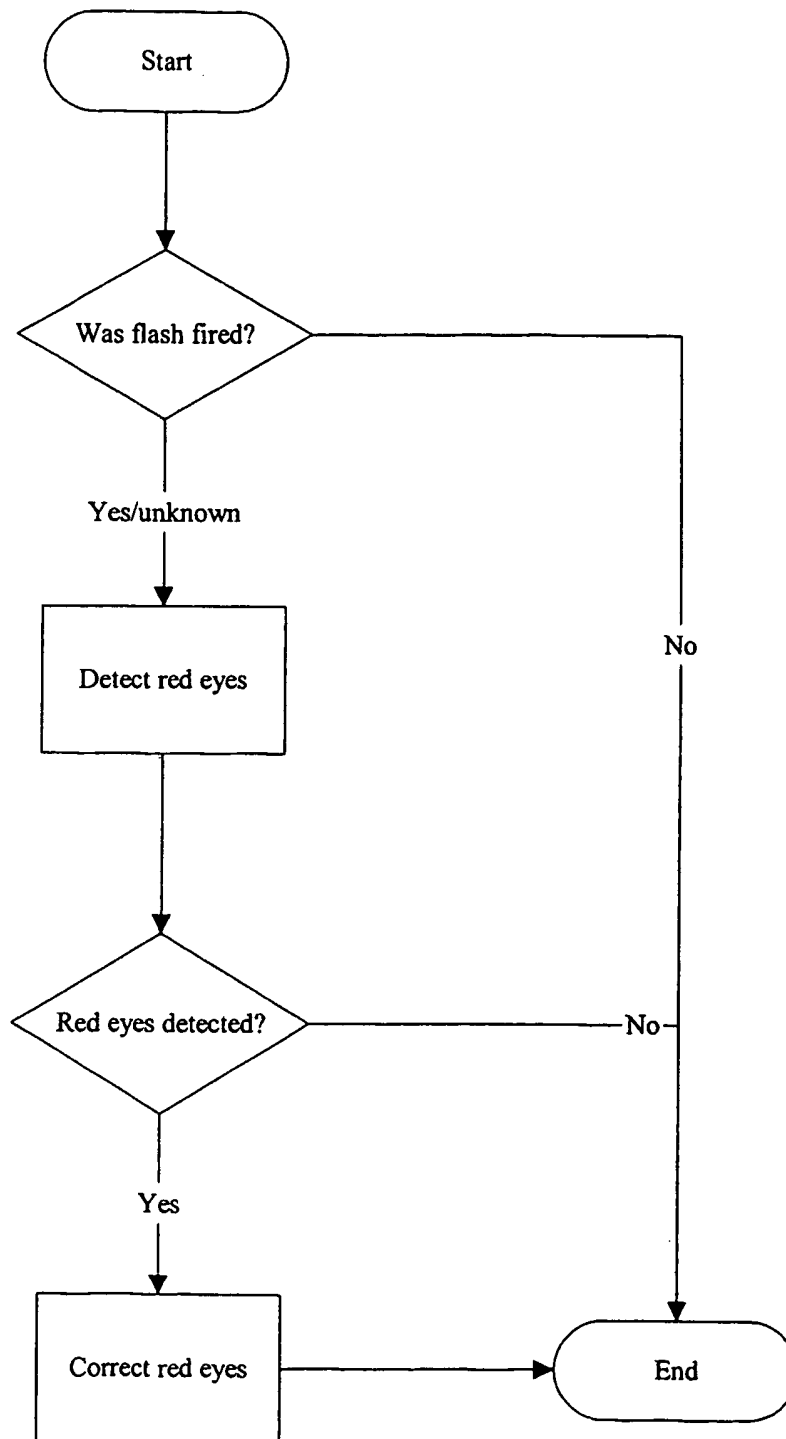 Start
Was flash fired?
Yes/unknown
Detect red eyes
No
Red eyes detected?
No
Yes
Correct red eyes
End